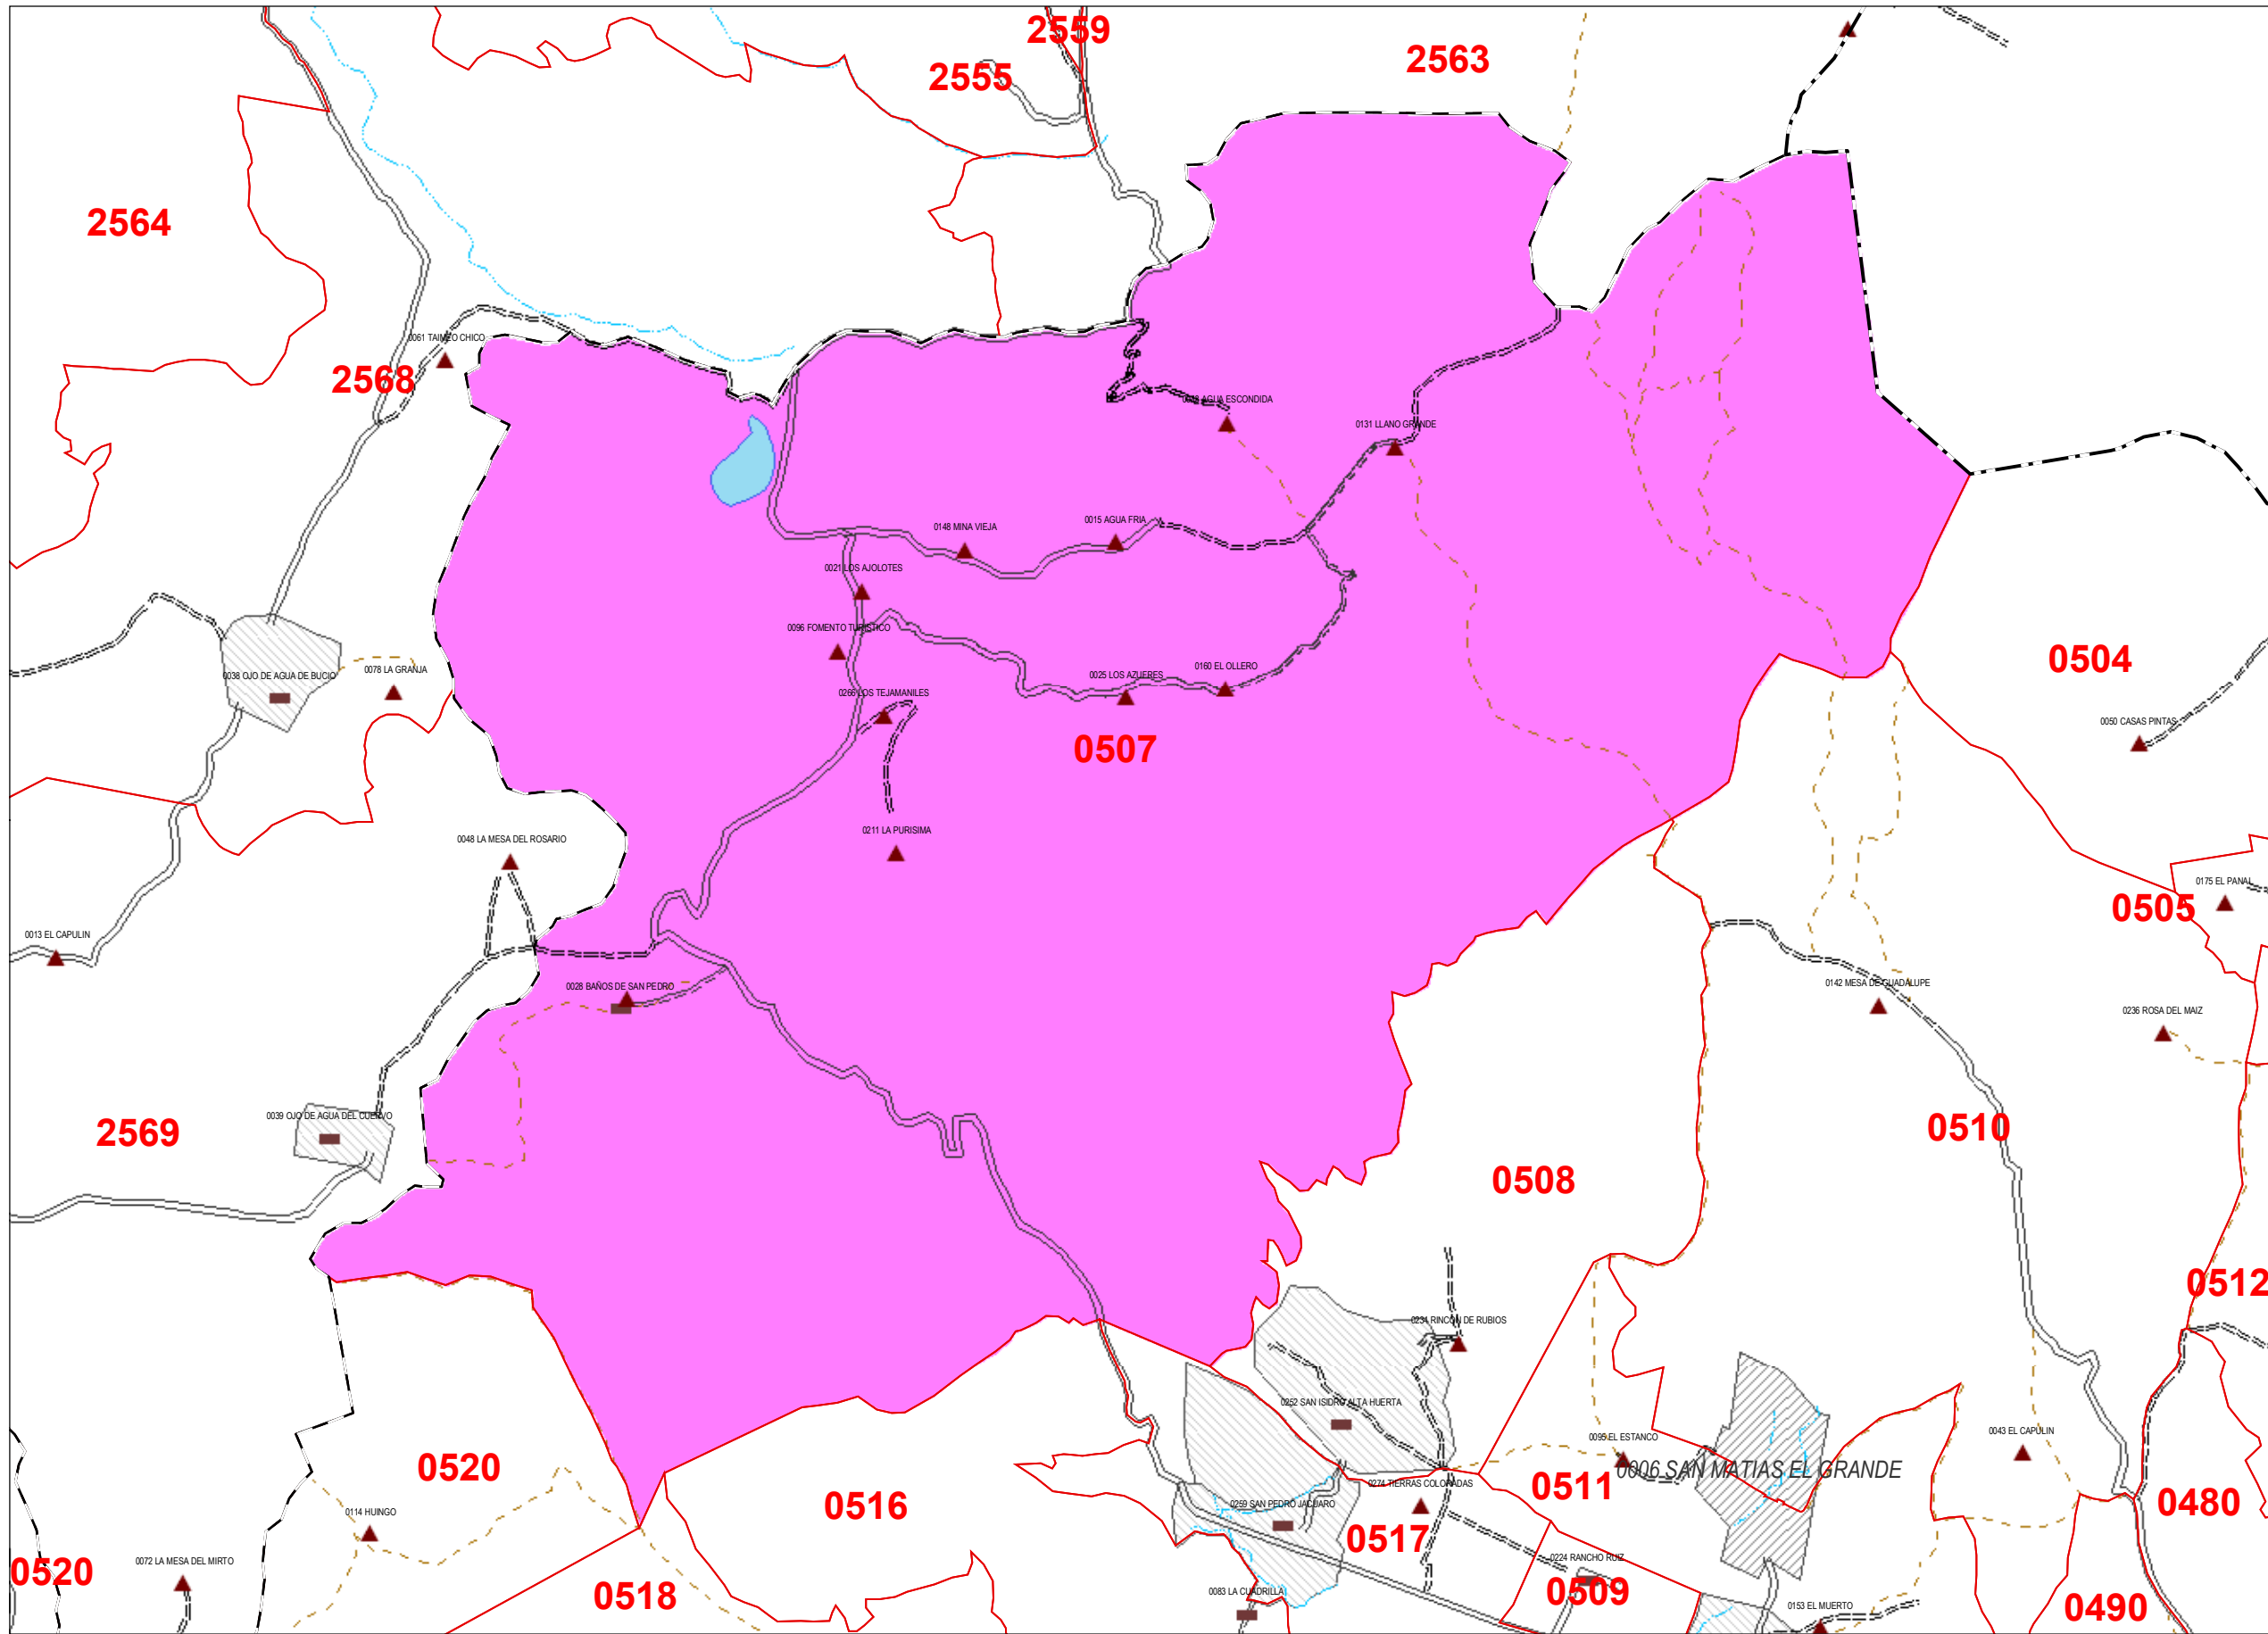 2559
2563
2555
2564
0061 TAIMEO CHICO
2568
0131 LLANO GRANDE
AGUA ESCONDIDA
0148 MINA VIEJA
0015 AGUA FRIA
0021 LOS AJOLOTES
0096 FOMENTO TURISTICO
0504
0078 LA GRANJA
0160 EL OLLERO
0038 OJO DE AGUA DE BUCIO
0025 LOS AZUFRES
0266 LOS TEJAMANILES
0050 CASAS PINTAS
0507
0211 LA PURISIMA
0048 LA MESA DEL ROSARIO
0175 EL PANAL
0505
0013 EL CAPULIN
0028 BAÑOS DE SAN PEDRO
0142 MESA DE GUADALUPE
0236 ROSA DEL MAIZ
0039 OJO DE AGUA DEL CUERVO
2569
0510
0508
0512
0234 RINCON DE RUBIOS
0252 SAN ISIDRO ALTA HUERTA
0043 EL CAPULIN
0095 EL ESTANCO
0520
0006 SAN MATIAS EL GRANDE
0511
0274 TIERRAS COLORADAS
0516
0259 SAN PEDRO JACUARO
0480
0114 HUINGO
0517
0072 LA MESA DEL MIRTO
0224 RANCHO RUIZ
0520
0518
0083 LA CUADRILLA
0509
0153 EL MUERTO
0490